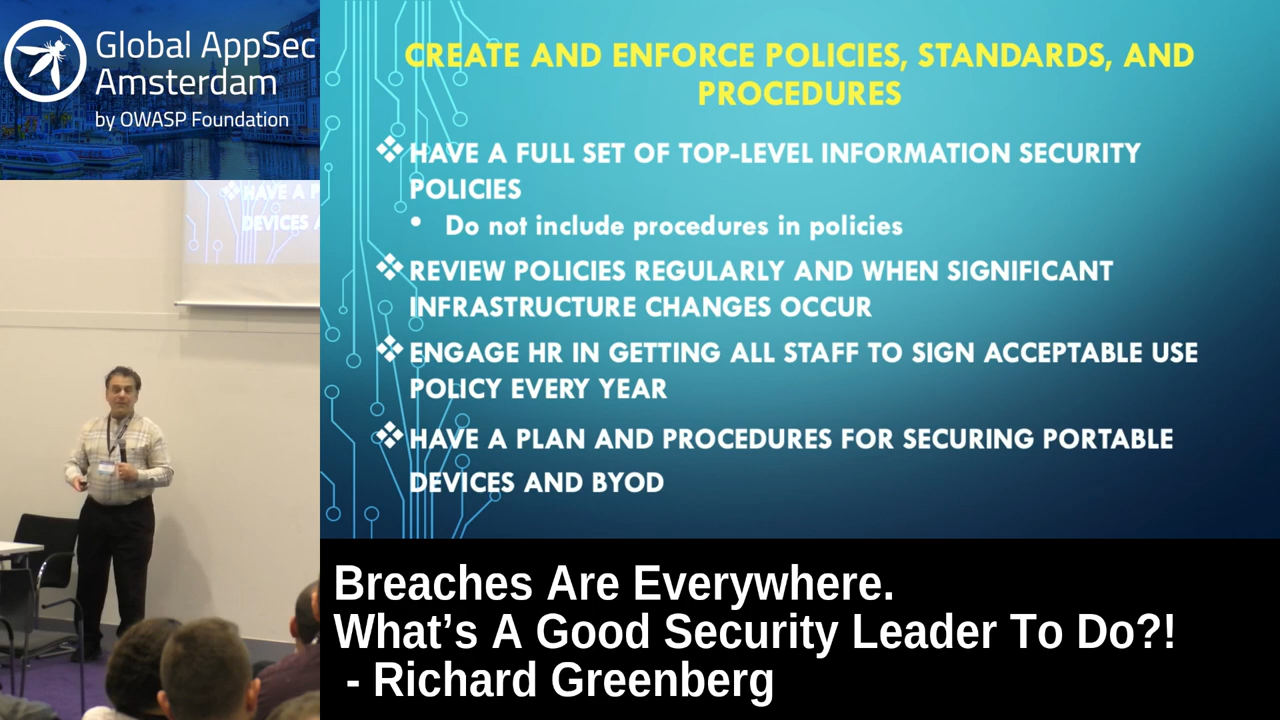 Global AppSec
Amsterdam
by OWASP Foundation
HAVE A P
DEVICES A
CREATE AND ENFORCE POLICIES, STANDARDS, AND
PROCEDURES
❖HAVE A FULL SET OF TOP-LEVEL INFORMATION SECURITY
POLICIES
• Do not include procedures in policies
❖REVIEW POLICIES REGULARLY AND WHEN SIGNIFICANT
INFRASTRUCTURE CHANGES OCCUR
❖ENGAGE HR IN GETTING ALL STAFF TO SIGN ACCEPTABLE USE
POLICY EVERY YEAR
❖HAVE A PLAN AND PROCEDURES FOR SECURING PORTABLE
DEVICES AND BYOD
Breaches Are Everywhere.
What’s A Good Security Leader To Do?!
- Richard Greenberg